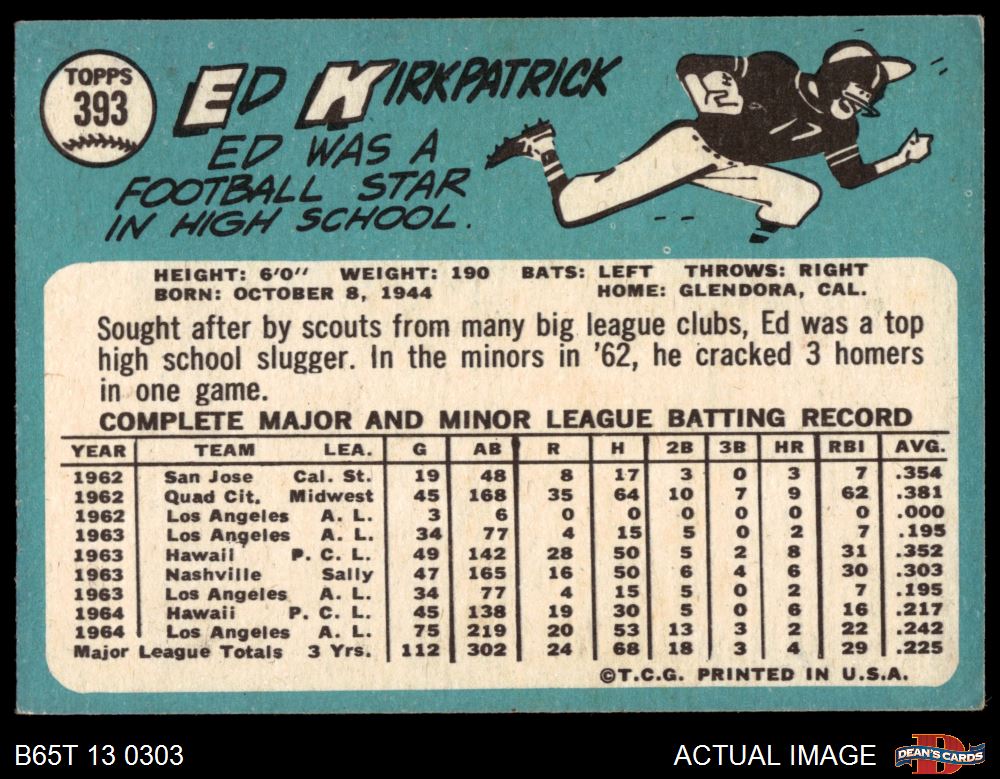 TOPPS
393
ED KIRKPATRICK
ED WAS A
FOOTBALL STAR
IN HIGH SCHOOL.
17
HEIGHT: 6'0" WEIGHT: 190 BATS: LEFT THROWS: RIGHT
BORN: OCTOBER 8, 1944 HOME: GLENDORA, CAL.
Sought after by scouts from many big league clubs, Ed was a top
high school slugger. In the minors in '62, he cracked 3 homers
in one game.
COMPLETE MAJOR AND MINOR LEAGUE BATTING RECORD
YEAR TEAM LEA. G AB R H 2B 3B HR RBI AVG.
1962 San Jose Cal. St. 19 48 8 17 3 0 3 7 .354
1962 Quad Cit. Midwest 45 168 35 64 10 7 9 62 .381
1962 Los Angeles A. L. 3 6 0 0 0 0 0 0 .000
1963 Los Angeles A. L. 34 77 4 15 5 0 2 7 .195
1963 Hawaii P. C. L. 49 142 28 50 5 2 8 31 .352
1963 Nashville Sally 47 165 16 50 6 4 6 30 .303
1963 Los Angeles A. L. 34 77 4 15 5 0 2 7 .195
1964 Hawaii P. C. L. 45 138 19 30 5 0 6 16 .217
1964 Los Angeles A. L. 75 219 20 53 13 3 2 22 .242
Major League Totals 3 Yrs. 112 302 24 68 18 3 4 29 .225
©T.C.G. PRINTED IN U.S.A.
B65T 13 0303 ACTUAL IMAGE D DEAN'S CARDS